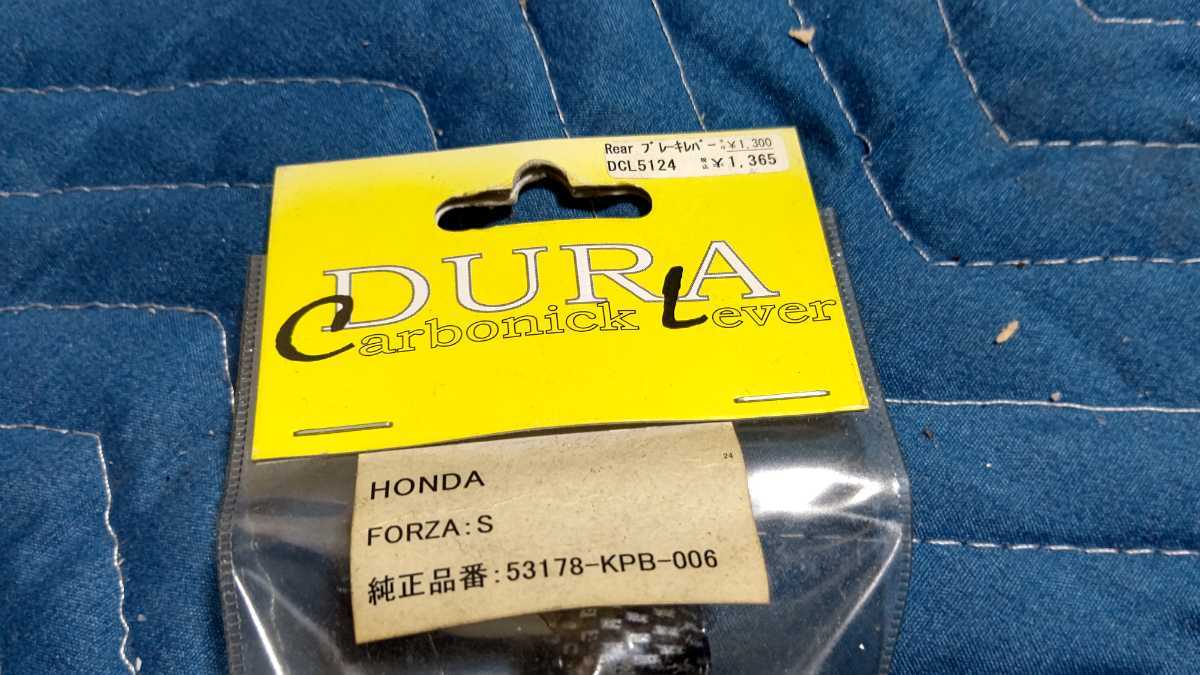 Rear ブレーキレバー ¥1,300
DCL5124 ¥1,365
DURA
Carbonick Lever
24
HONDA
FORZA:S
純正品番:53178-KPB-006